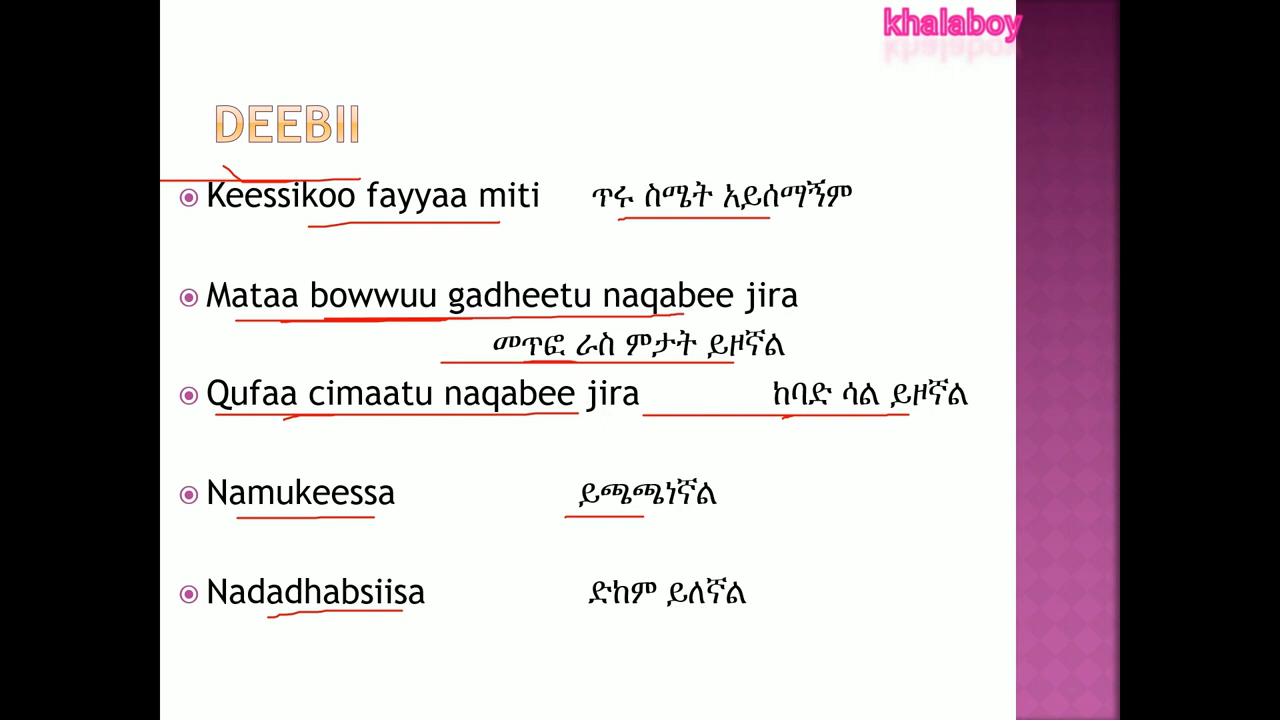 khalaboy
DEEBII
Keessikoo fayyaa miti ጥሩ ስሜት አይሰማኝም
Mataa bowwuu gadheetu naqabee jira
መጥፎ ራስ ምታት ይዞኛል
Qufaa cimaatu naqabee jira ከባድ ሳል ይዞኛል
Namukeessa ይጫጫነኛል
Nadadhabsiisa ድከም ይለኛል